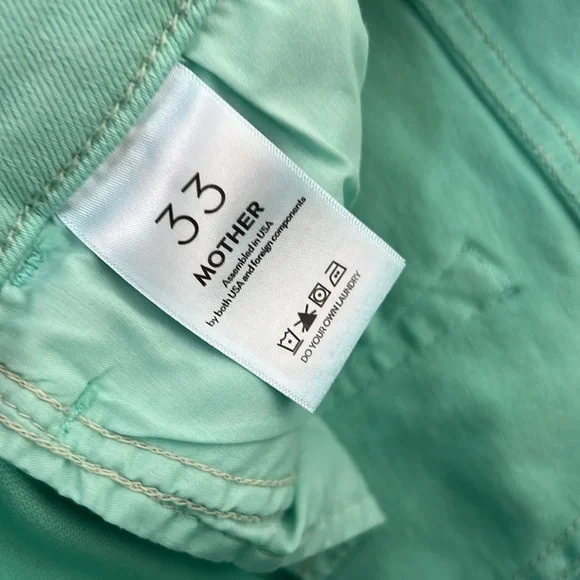 33
MOTHER
Assembled in USA
by both USA and foreign components
DO YOUR OWN LAUNDRY